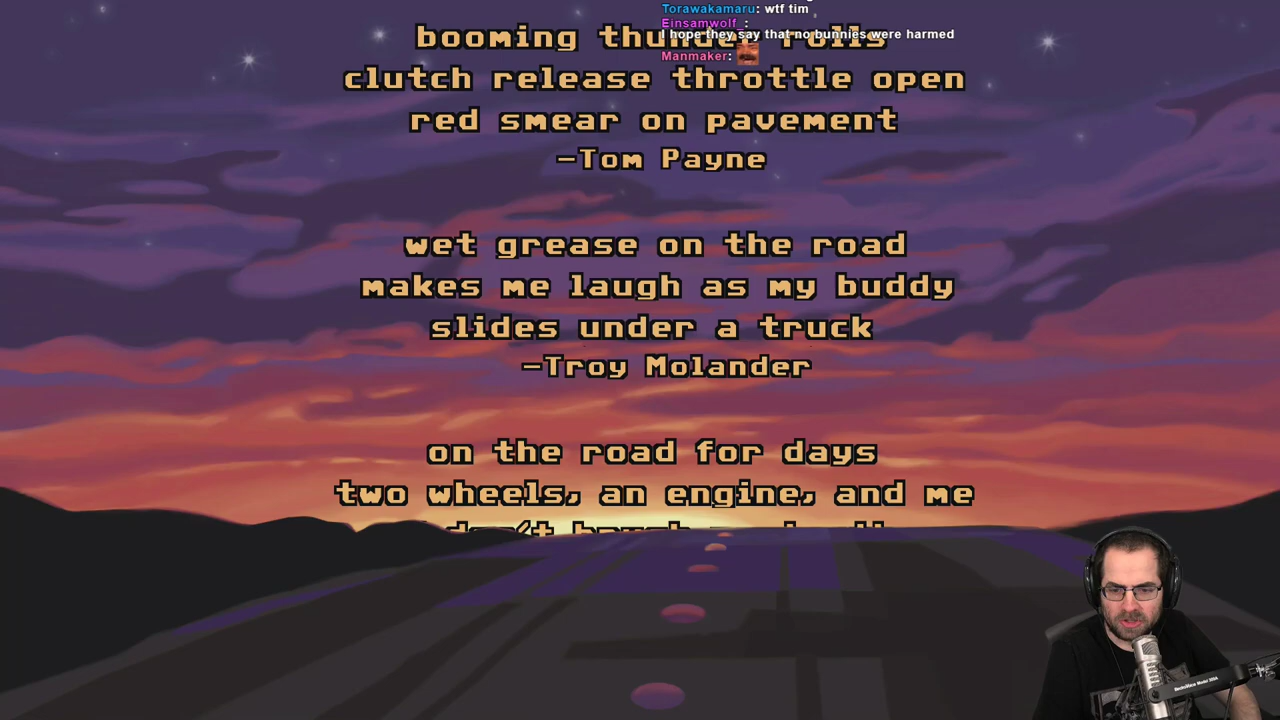 Torawakamaru: wtf tim
Einsamwolf_:
I hope they say that no bunnies were harmed
Manmaker:
booming thunder rolls
clutch release throttle open
red smear on pavement
-Tom Payne
wet grease on the road
makes me laugh as my buddy
slides under a truck
-Troy Molander
on the road for days
two wheels, an engine, and me
don't